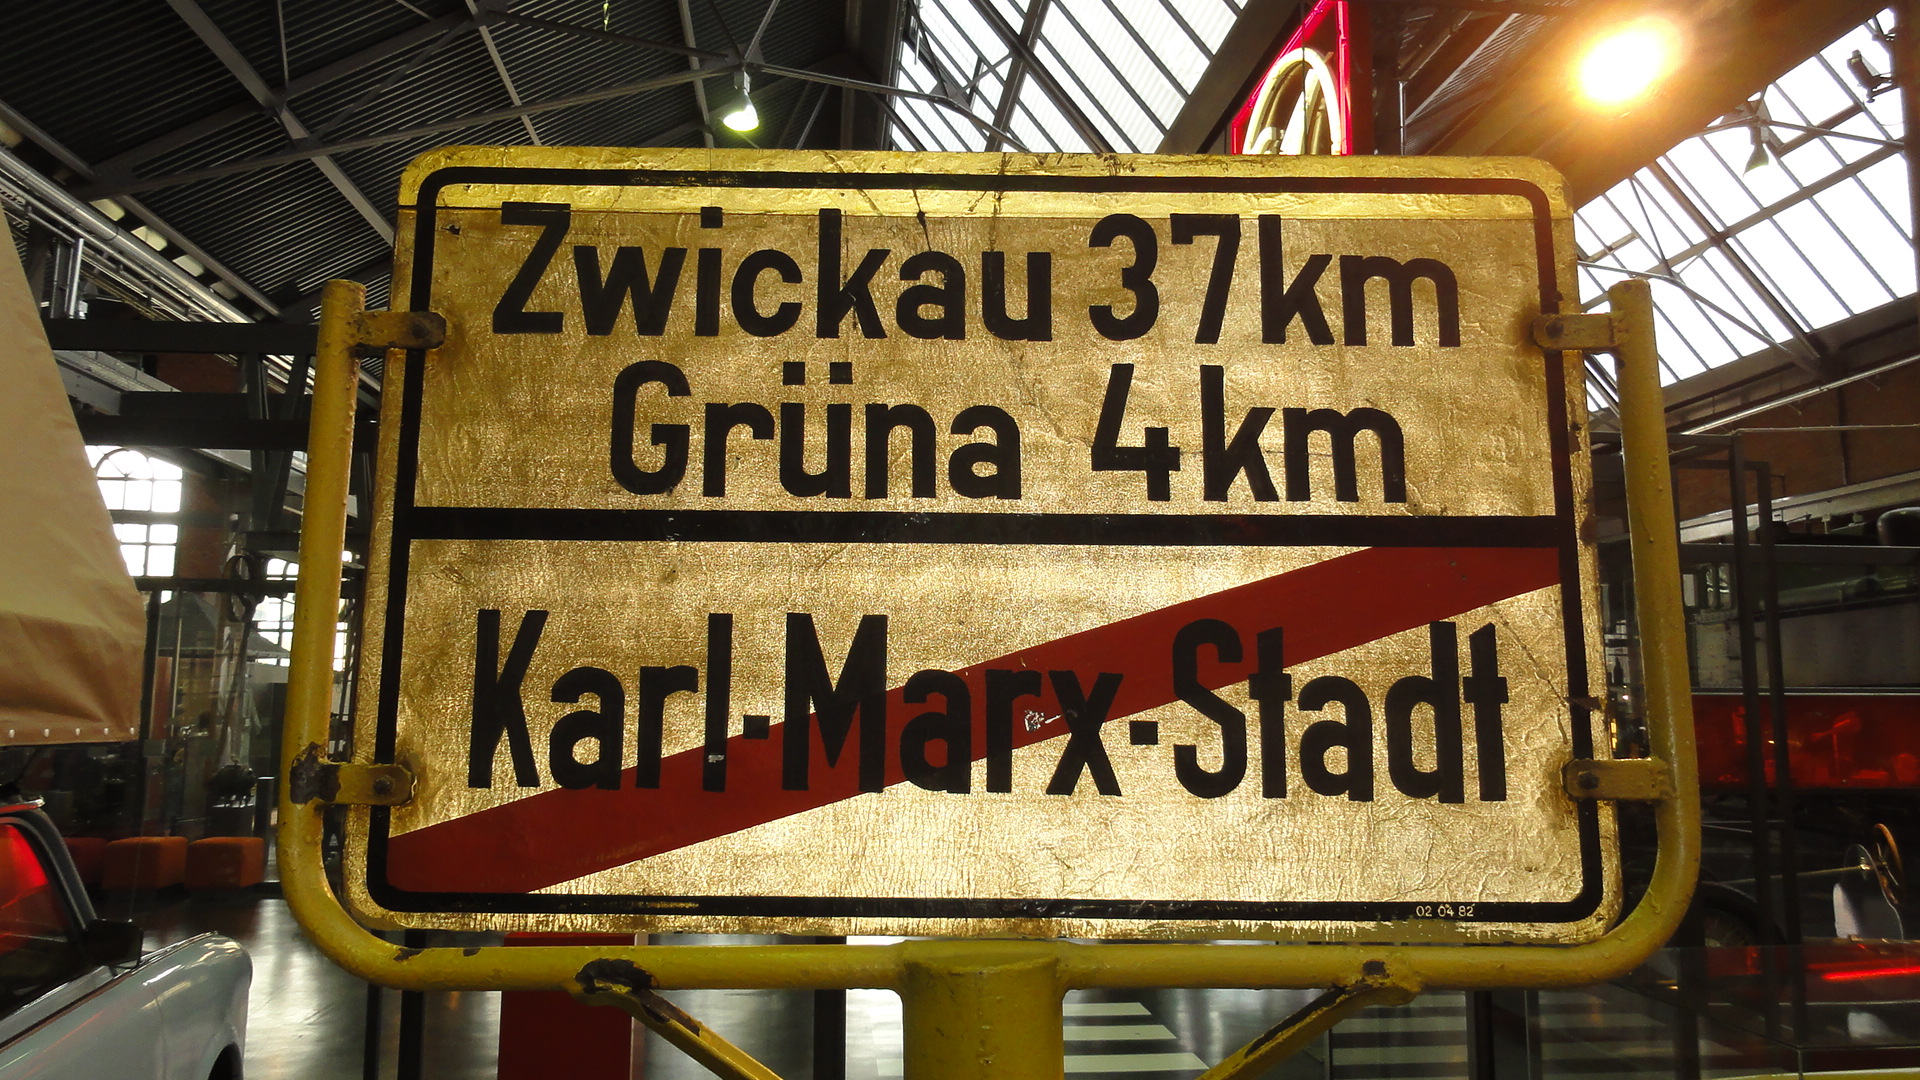 Zwickau 37km
Grüna 4km
Karl-Marx-Stadt
02 04 82